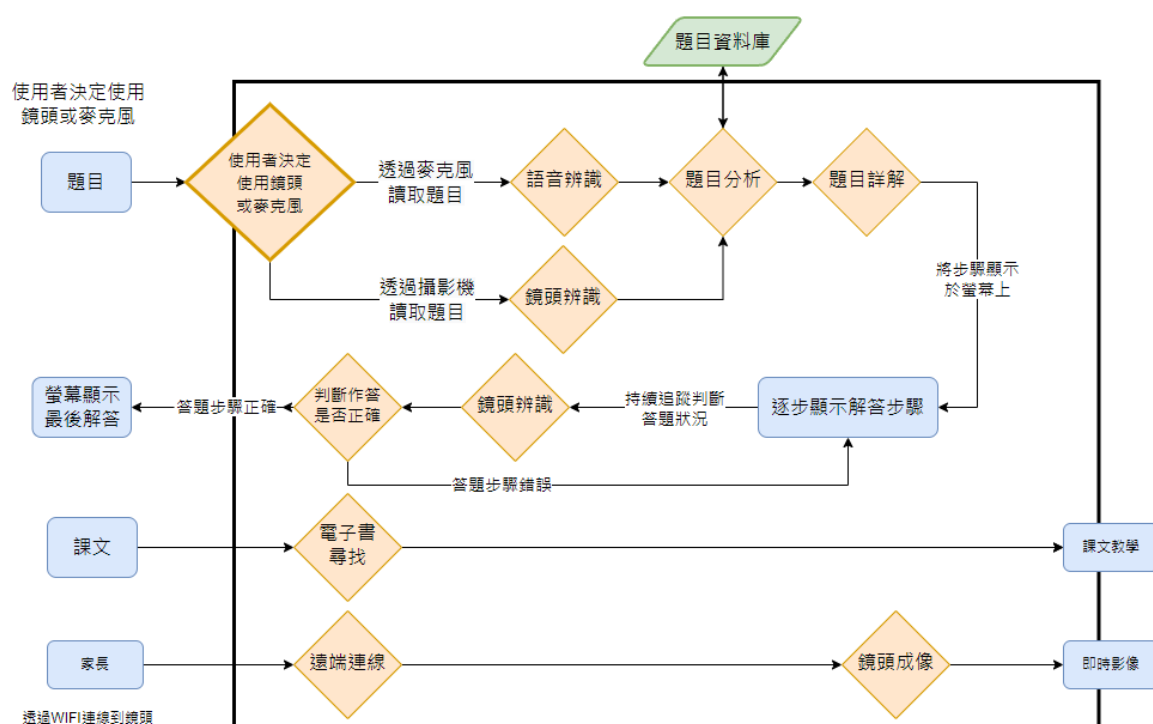 題目資料庫
使用者決定使用
鏡頭或麥克風
題目
使用者決定
使用鏡頭
或麥克風
透過麥克風
讀取題目
語音辨識
題目分析
題目詳解
透過攝影機
讀取題目
鏡頭辨識
將步驟顯示
於螢幕上
螢幕顯示
最後解答
答題步驟正確
判斷作答
是否正確
鏡頭辨識
持續追蹤判斷
答題狀況
逐步顯示解答步驟
答題步驟錯誤
課文
電子書
尋找
課文教學
家長
遠端連線
鏡頭成像
即時影像
透過WIFI連線到鏡頭